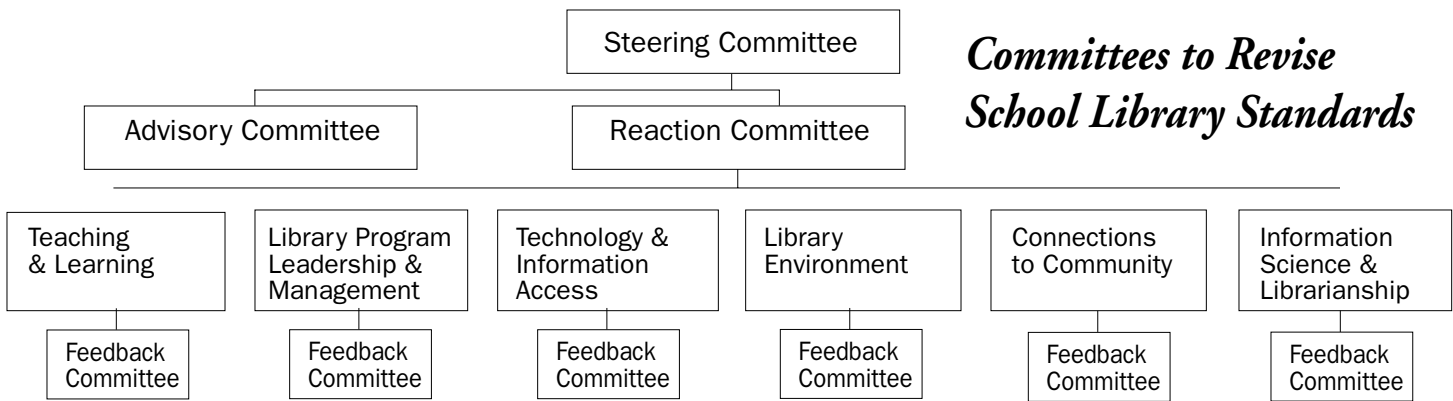 Steering Committee
Committees to Revise
School Library Standards
Advisory Committee
Reaction Committee
Teaching
& Learning
Library Program
Leadership &
Management
Technology &
Information
Access
Library
Environment
Connections
to Community
Information
Science &
Librarianship
Feedback
Committee
Feedback
Committee
Feedback
Committee
Feedback
Committee
Feedback
Committee
Feedback
Committee